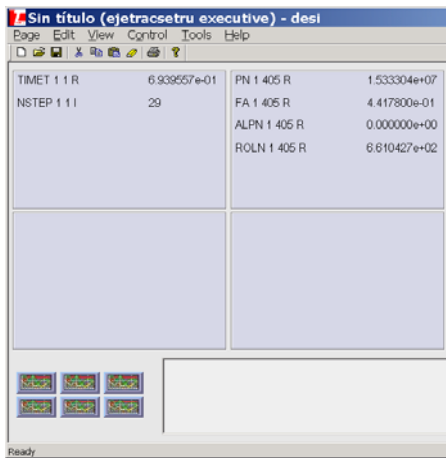 Sin título (ejetracsetru executive) - desi
Page Edit View Control Tools Help
TIMET 1 1 R 6.939557e-01
NSTEP 1 1 I 29
PN 1 405 R 1.533304e+07
FA 1 405 R 4.417800e-01
ALPN 1 405 R 0.000000e+00
ROLN 1 405 R 6.610427e+02
Ready